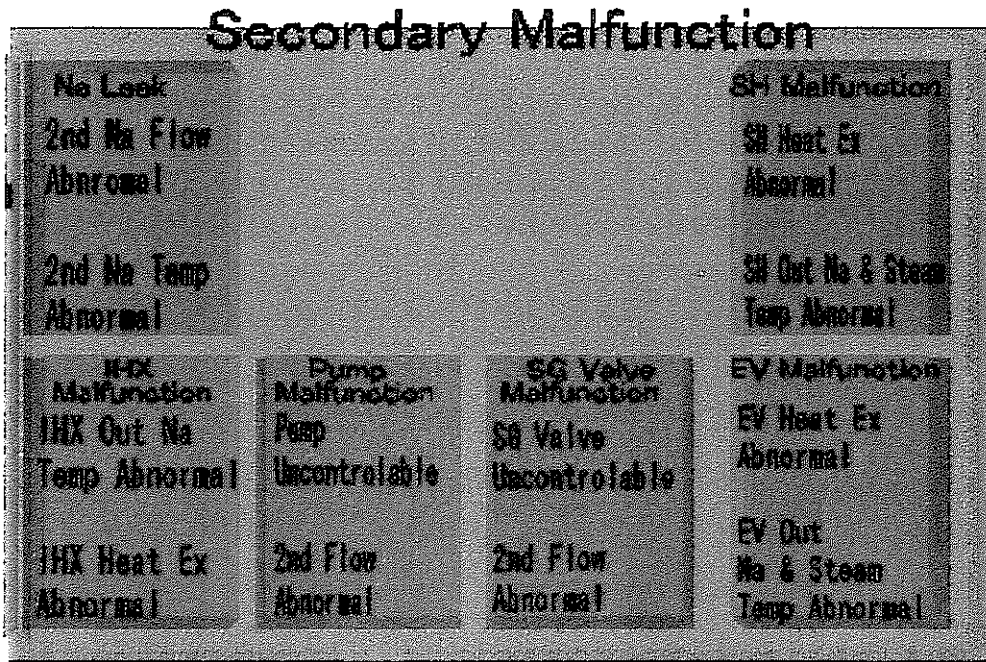 Secondary Malfunction
Na Leak
2nd Na Flow
Abnromal
2nd Na Temp
Abnormal
SH Malfunction
SH Heat Ex
Abnormal
SH Out Na & Steam
Temp Abnormal
IHX
Malfunction
IHX Out Na
Temp Abnormal
IHX Heat Ex
Abnormal
Pump
Malfunction
Pump
Uncontrolable
2nd Flow
Abnormal
SG Valve
Malfunction
SG Valve
Uncontrolable
2nd Flow
Abnormal
EV Malfunction
EV Heat Ex
Abnormal
EV Out
Na & Steam
Temp Abnormal